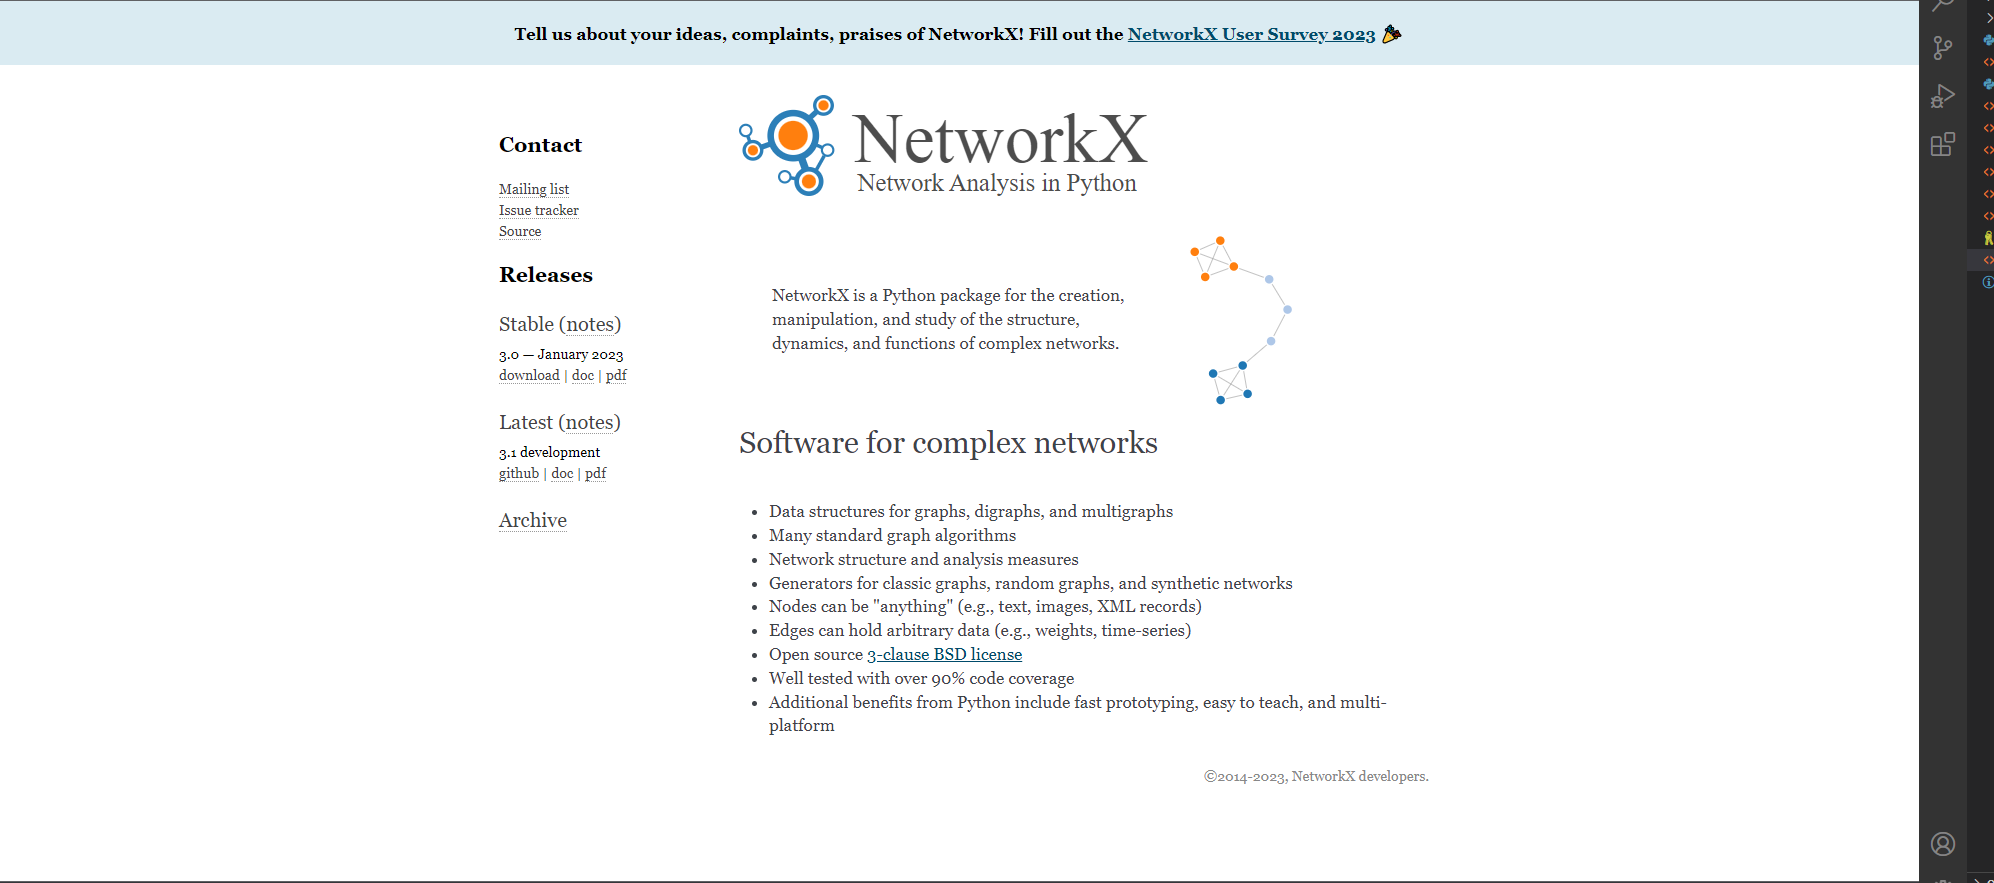 Tell us about your ideas, complaints, praises of NetworkX! Fill out the NetworkX User Survey 2023 🎉
Contact
Mailing list
Issue tracker
Source
Releases
Stable (notes)
3.0 — January 2023
download | doc | pdf
Latest (notes)
3.1 development
github | doc | pdf
Archive
NetworkX
Network Analysis in Python
NetworkX is a Python package for the creation,
manipulation, and study of the structure,
dynamics, and functions of complex networks.
Software for complex networks
• Data structures for graphs, digraphs, and multigraphs
• Many standard graph algorithms
• Network structure and analysis measures
• Generators for classic graphs, random graphs, and synthetic networks
• Nodes can be "anything" (e.g., text, images, XML records)
• Edges can hold arbitrary data (e.g., weights, time-series)
• Open source 3-clause BSD license
• Well tested with over 90% code coverage
• Additional benefits from Python include fast prototyping, easy to teach, and multi-
platform
©2014-2023, NetworkX developers.